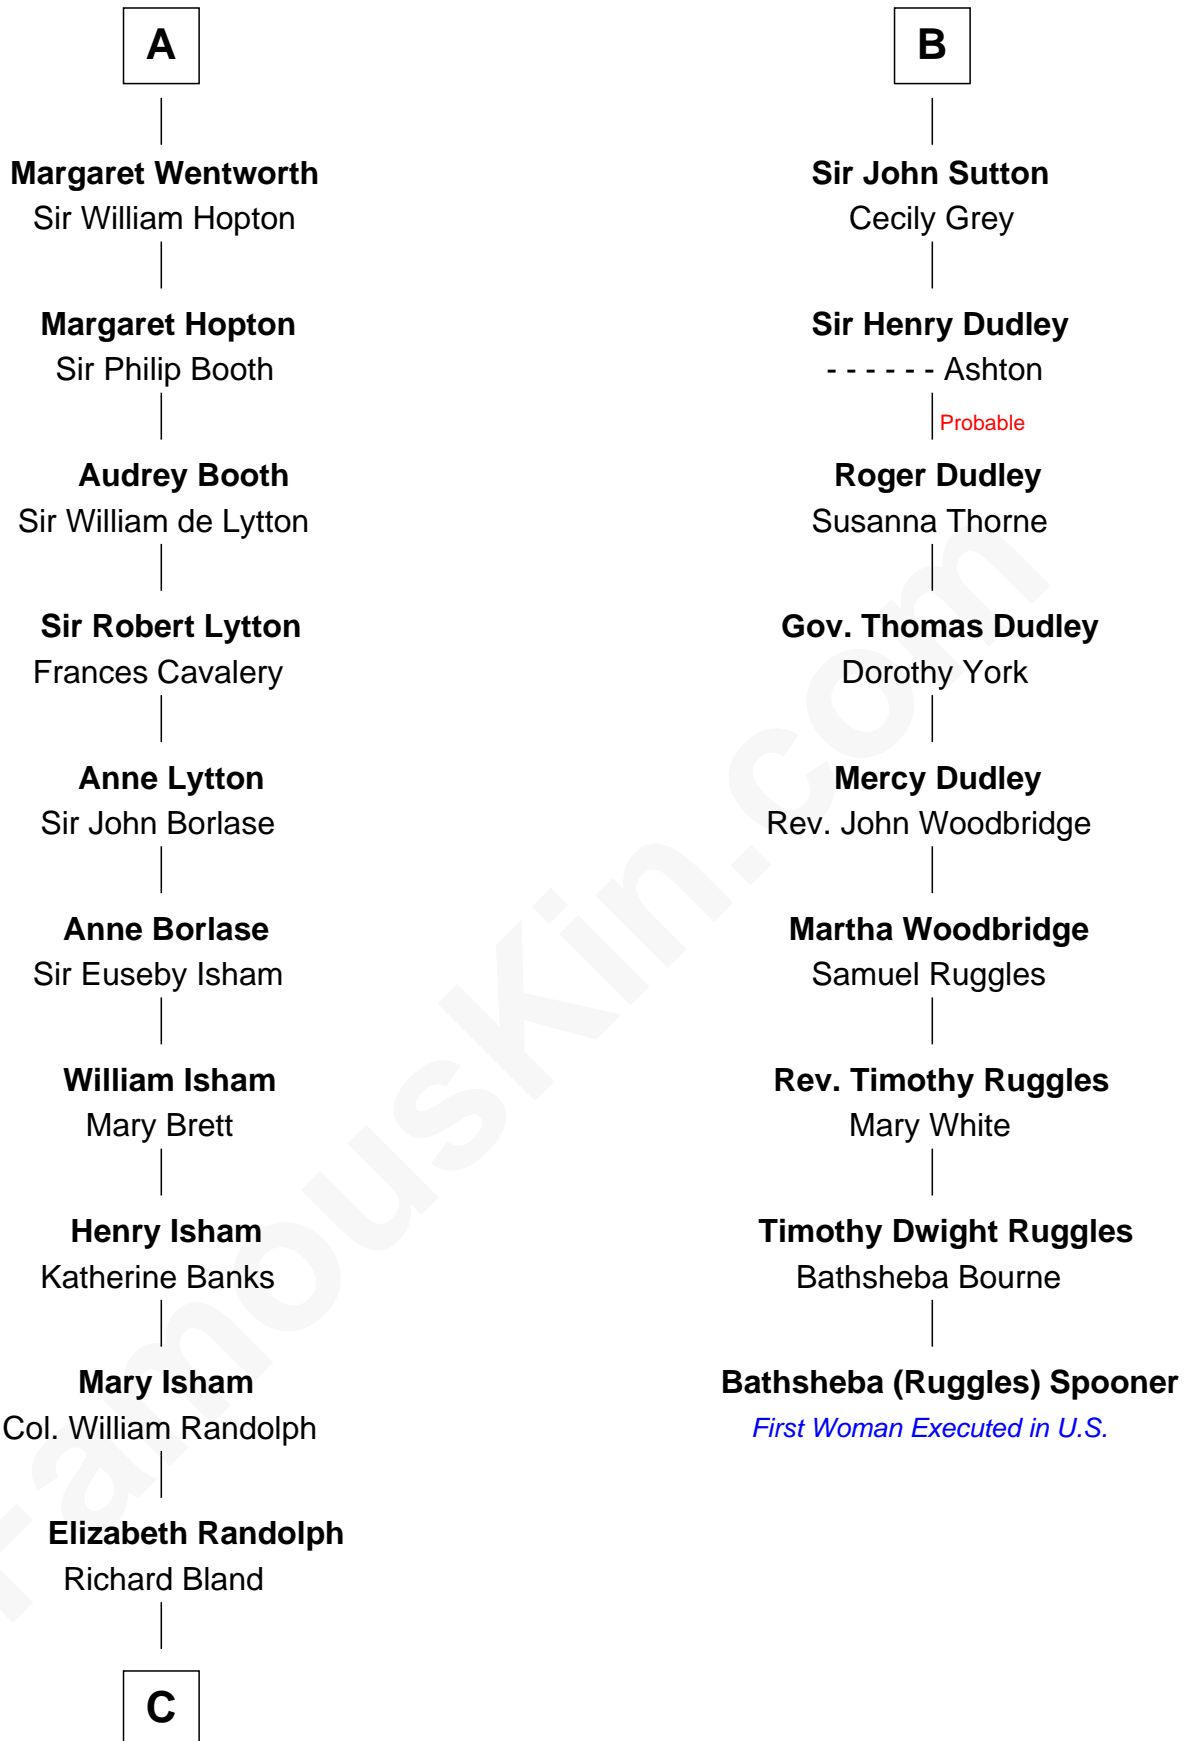 A
Margaret Wentworth
Sir William Hopton
Margaret Hopton
Sir Philip Booth
Audrey Booth
Sir William de Lytton
Sir Robert Lytton
Frances Cavalery
Anne Lytton
Sir John Borlase
Anne Borlase
Sir Euseby Isham
William Isham
Mary Brett
Henry Isham
Katherine Banks
Mary Isham
Col. William Randolph
Elizabeth Randolph
Richard Bland
C
B
Sir John Sutton
Cecily Grey
Sir Henry Dudley
- - - - - - Ashton
Probable
Roger Dudley
Susanna Thorne
Gov. Thomas Dudley
Dorothy York
Mercy Dudley
Rev. John Woodbridge
Martha Woodbridge
Samuel Ruggles
Rev. Timothy Ruggles
Mary White
Timothy Dwight Ruggles
Bathsheba Bourne
Bathsheba (Ruggles) Spooner
First Woman Executed in U.S.
FamousKin.com